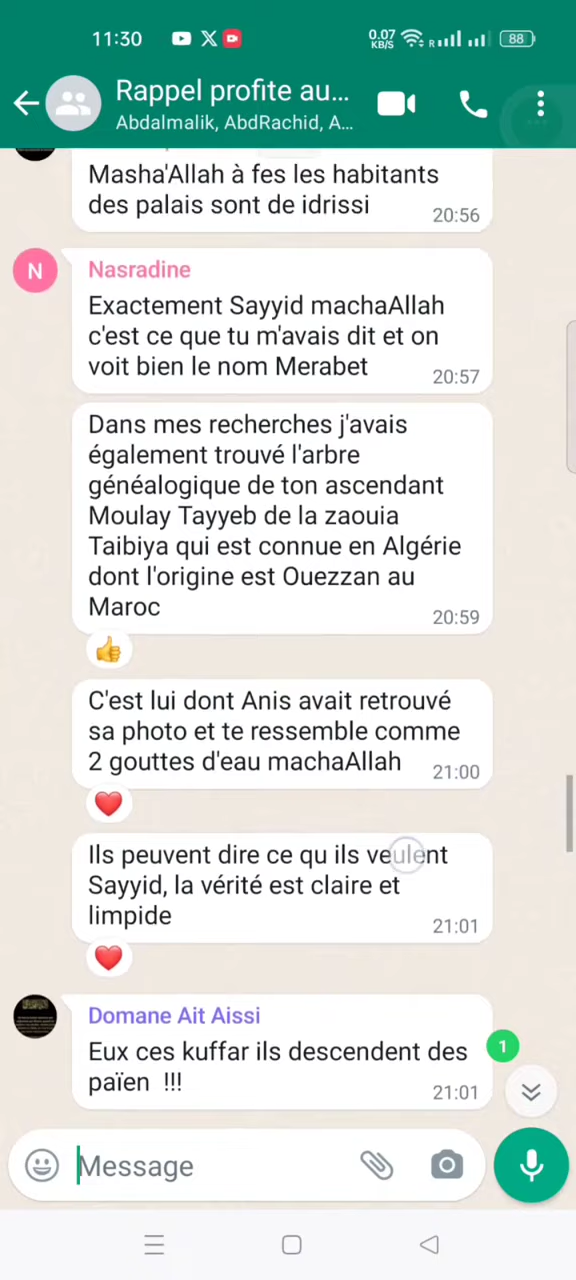 11:30
0.07
KB/S
R
88
Rappel profite au...
Abdalmalik, AbdRachid, A...
Masha'Allah à fes les habitants
des palais sont de idrissi
20:56
N
Nasradine
Exactement Sayyid machaAllah
c'est ce que tu m'avais dit et on
voit bien le nom Merabet
20:57
Dans mes recherches j'avais
également trouvé l'arbre
généalogique de ton ascendant
Moulay Tayyeb de la zaouia
Taibiya qui est connue en Algérie
dont l'origine est Ouezzan au
Maroc
20:59
C'est lui dont Anis avait retrouvé
sa photo et te ressemble comme
2 gouttes d'eau machaAllah
21:00
Ils peuvent dire ce qu ils veulent
Sayyid, la vérité est claire et
limpide
21:01
Domane Ait Aissi
Eux ces kuffar ils descendent des
païen !!!
21:01
1
Message